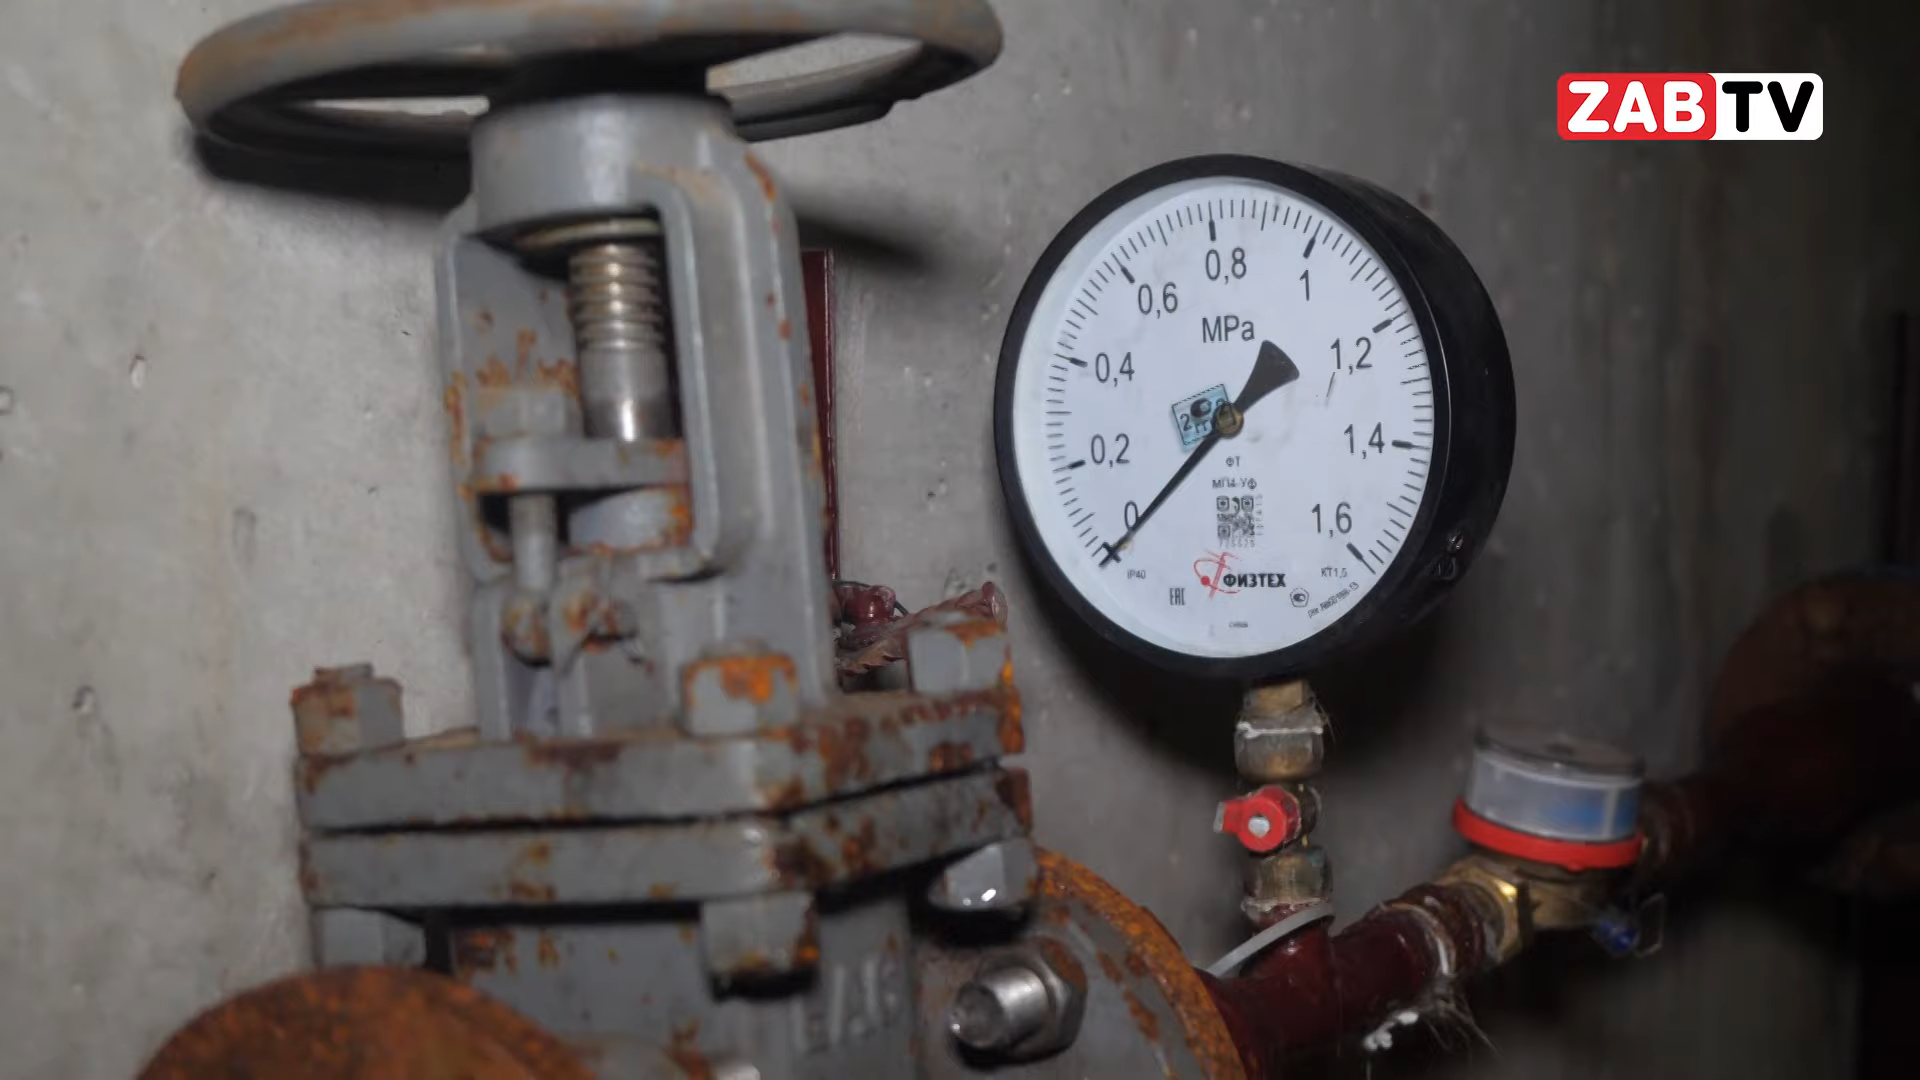 ZABTV
0,8
0,6
1
MPa
0,4
1,2
0,2
1,4
ФТ
МП4-Уф
0
1,6
IP40
ФИЗТЕХ
КТ1,5
EAC